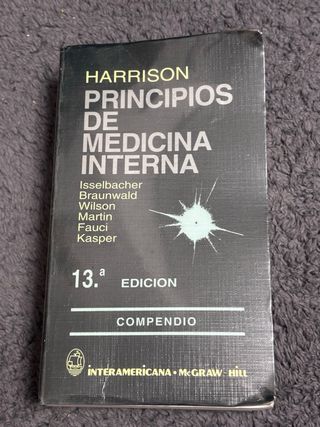 HARRISON
PRINCIPIOS
DE
MEDICINA
INTERNA
Isselbacher
Braunwald
Wilson
Martin
Fauci
Kasper
13.ª EDICION
COMPENDIO
INTERAMERICANA • McGRAW-HILL